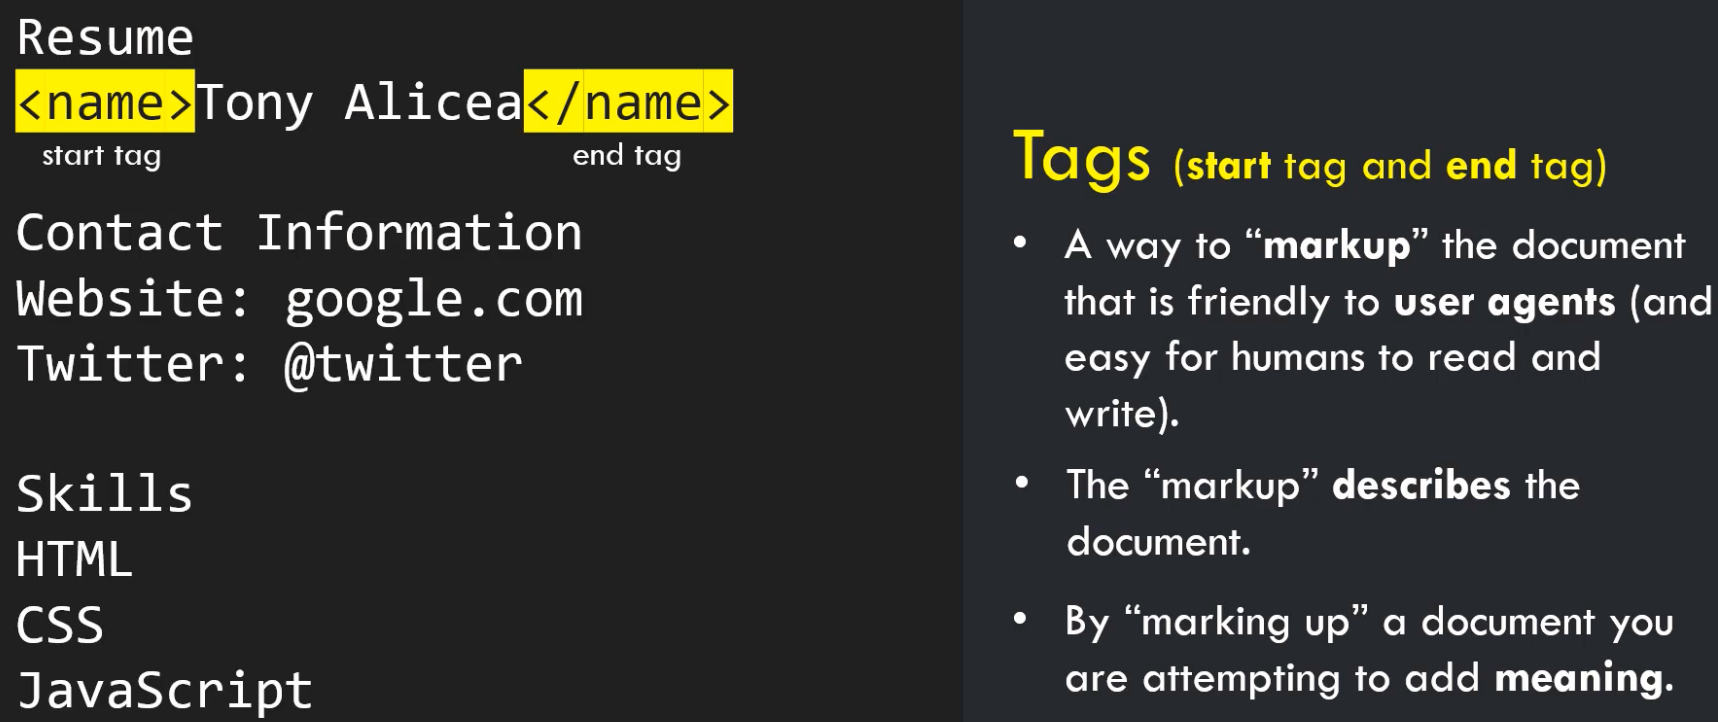 Resume
<name>Tony Alicea</name>
start tag
end tag
Contact Information
Website: google.com
Twitter: @twitter
Skills
HTML
CSS
JavaScript
Tags (start tag and end tag)
• A way to “markup” the document
that is friendly to user agents (and
easy for humans to read and
write).
• The “markup” describes the
document.
• By “marking up” a document you
are attempting to add meaning.